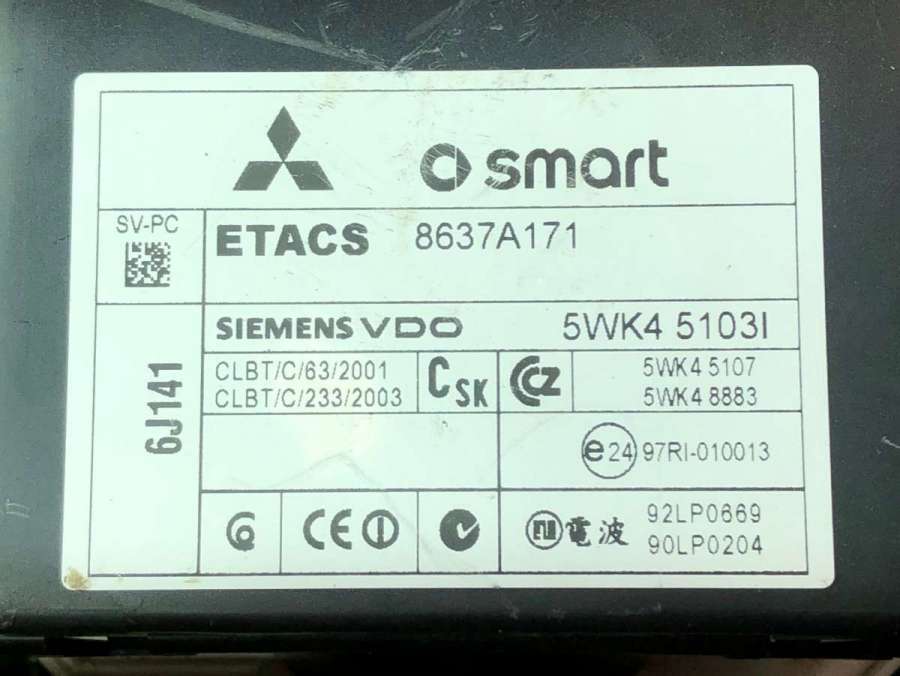 smart
SV-PC
ETACS 8637A171
SIEMENS VDO 5WK4 5103I
6J141
CLBT/C/63/2001
CLBT/C/233/2003
CSK
CCZ
5WK4 5107
5WK4 8883
e24 97RI-010013
CE
電波
92LP0669
90LP0204